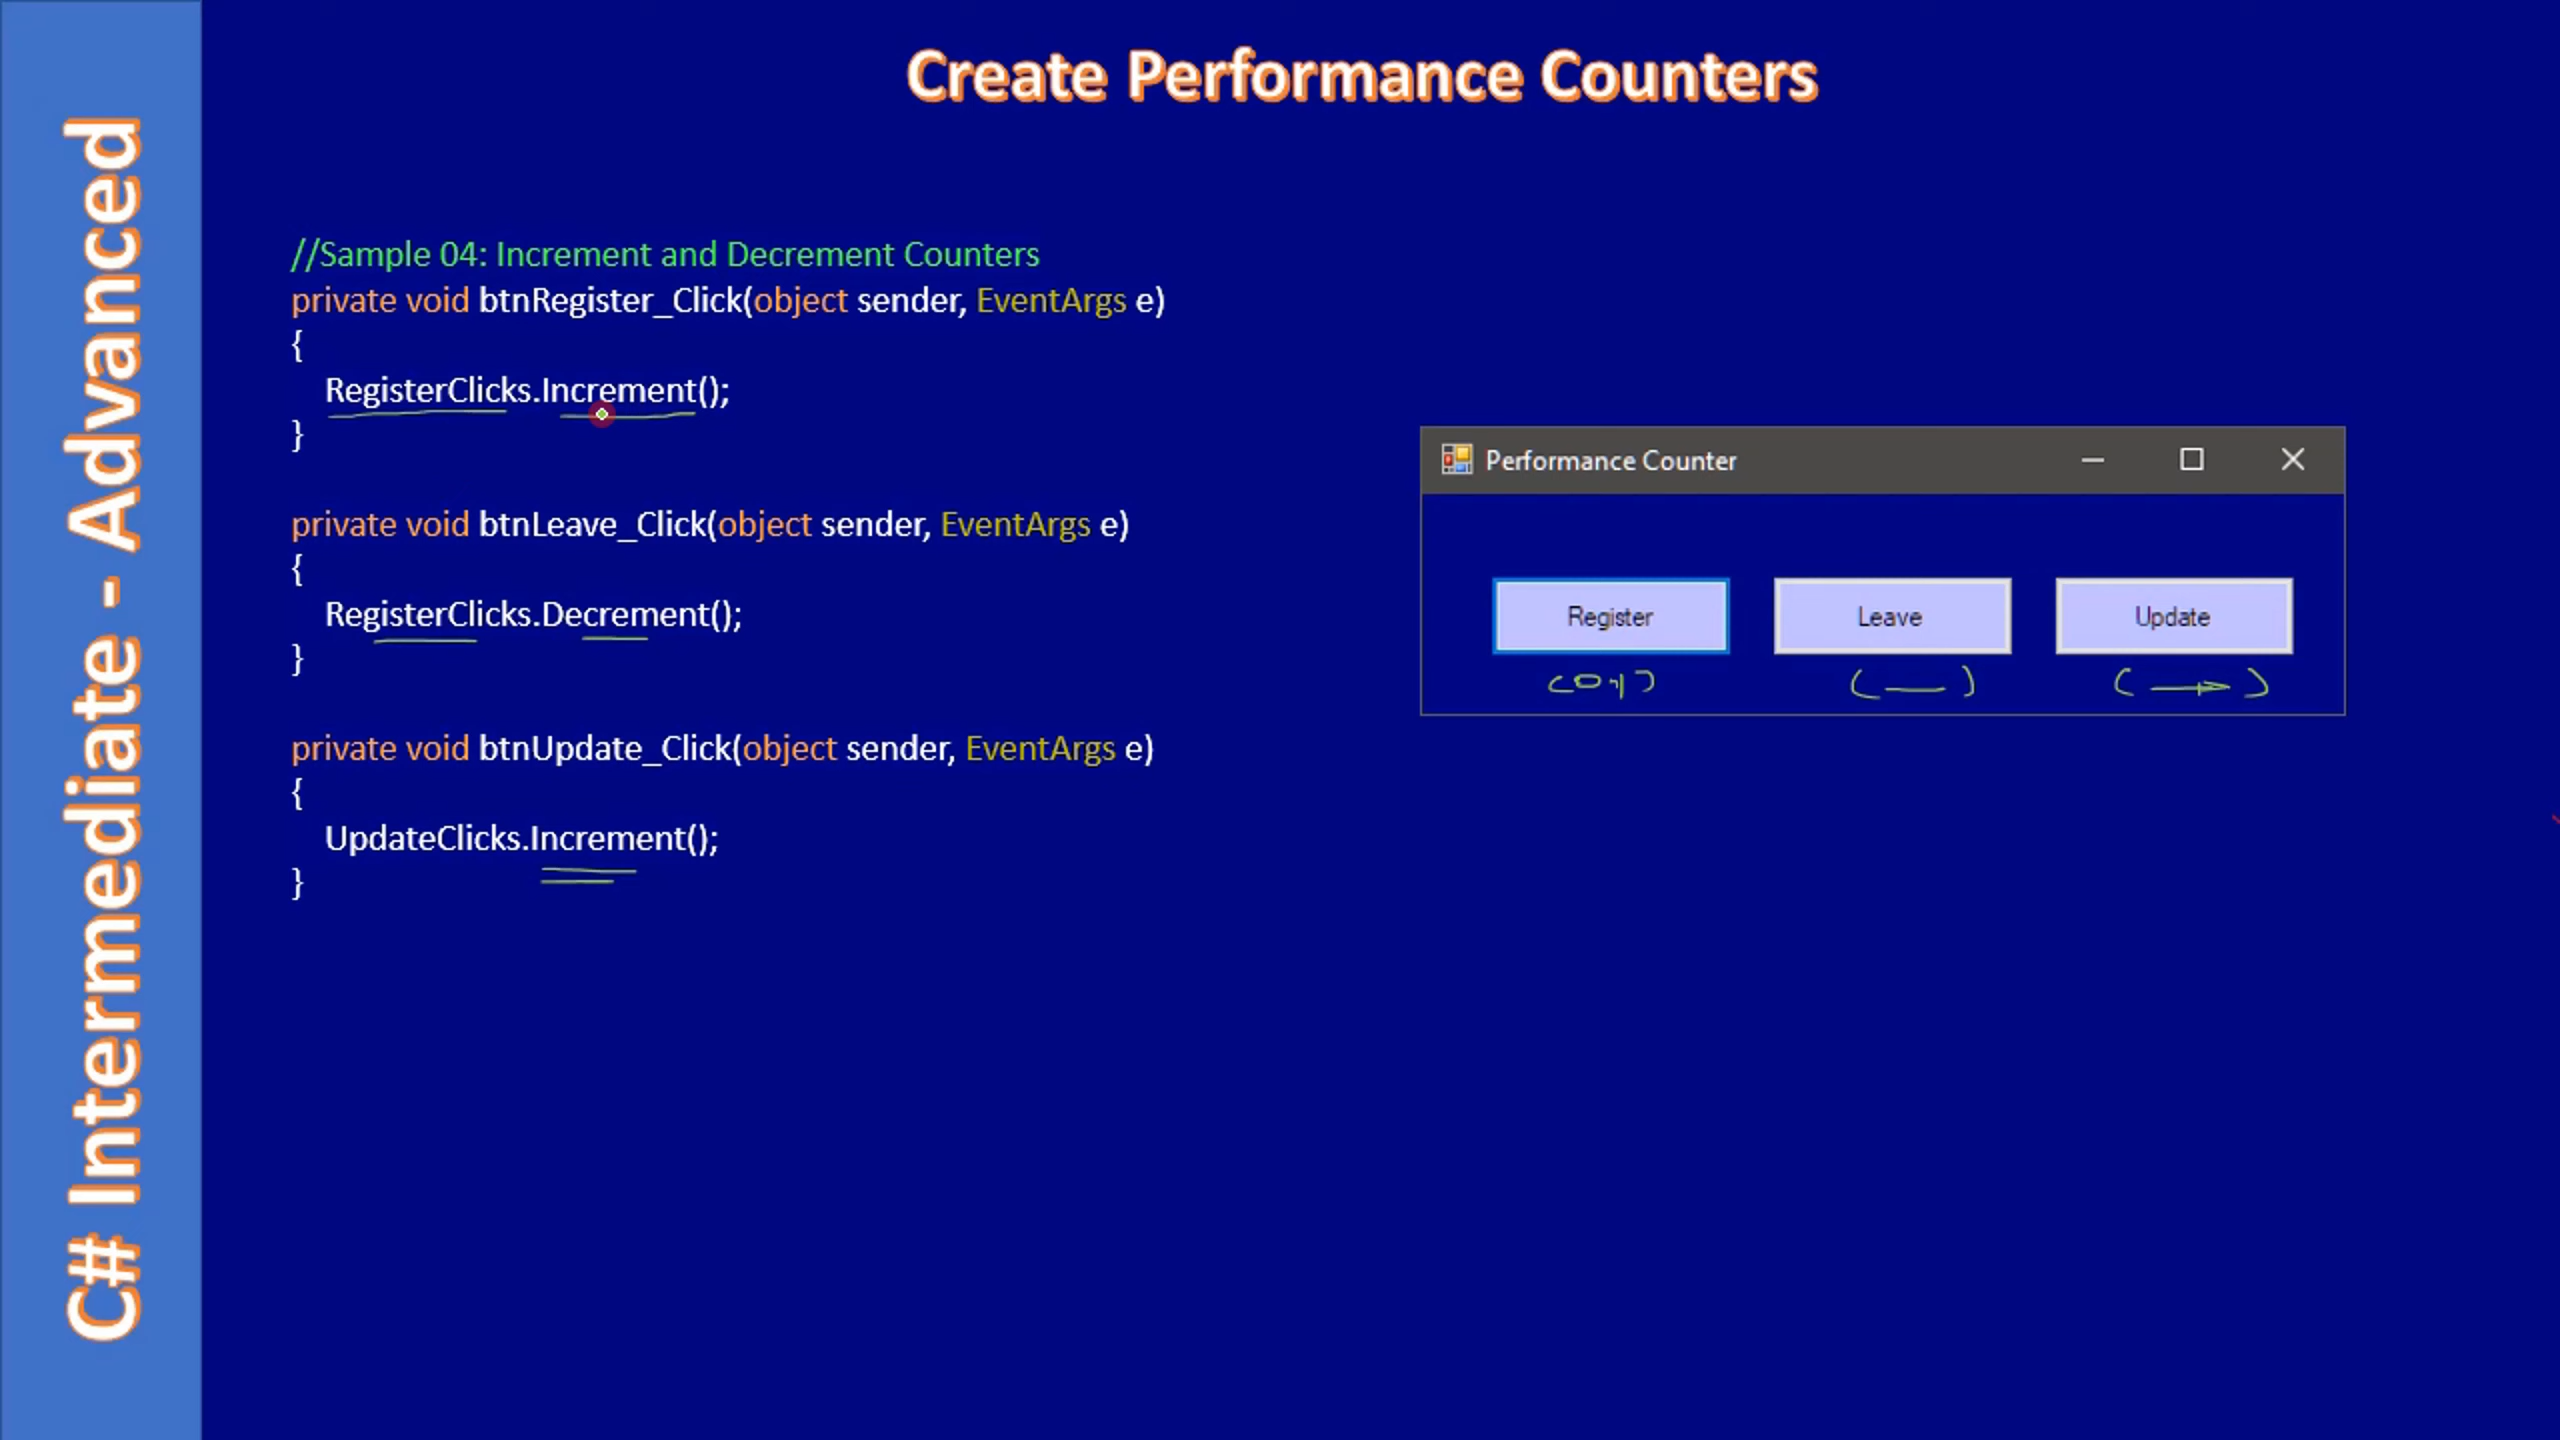 C# Intermediate - Advanced
Create Performance Counters
//Sample 04: Increment and Decrement Counters
private void btnRegister_Click(object sender, EventArgs e)
{
RegisterClicks.Increment();
}
private void btnLeave_Click(object sender, EventArgs e)
{
RegisterClicks.Decrement();
}
private void btnUpdate_Click(object sender, EventArgs e)
{
UpdateClicks.Increment();
}
Performance Counter
Register Leave Update